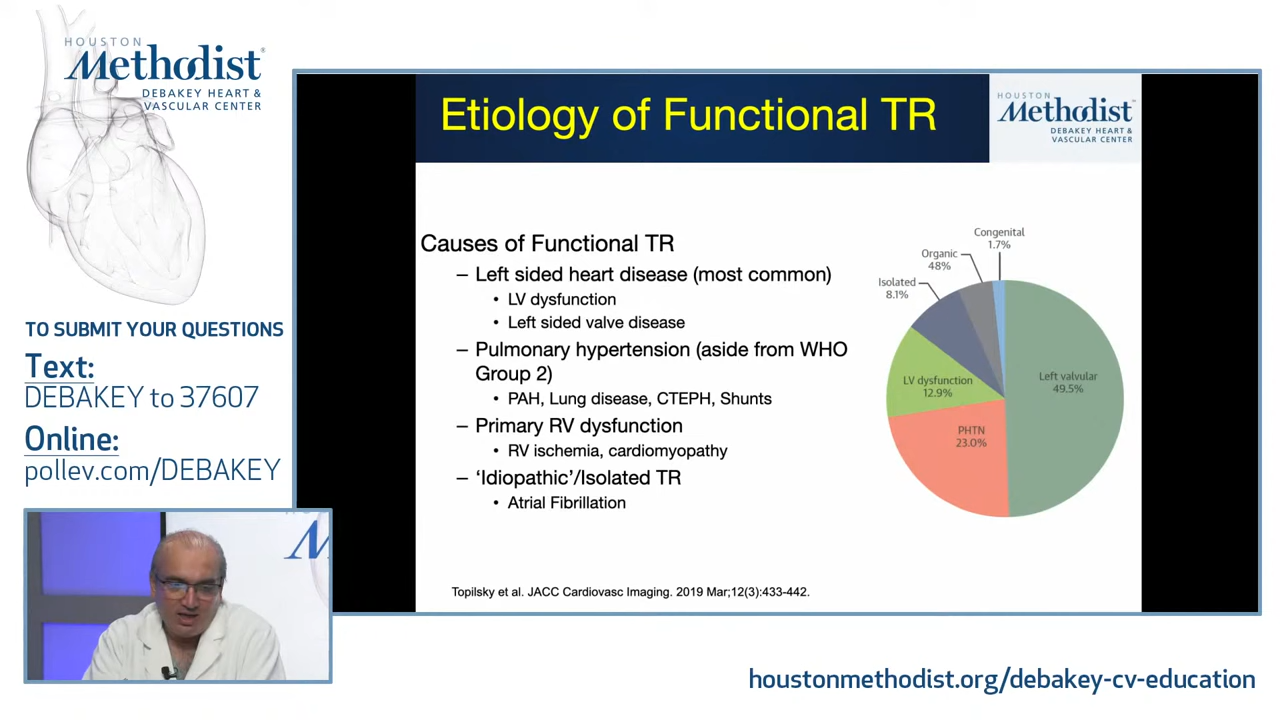 HOUSTON
Methodist
DEBAKEY HEART &
VASCULAR CENTER
TO SUBMIT YOUR QUESTIONS
Text:
DEBAKEY to 37607
Online:
pollev.com/DEBAKEY
Etiology of Functional TR
HOUSTON
Methodist
DEBAKEY HEART &
VASCULAR CENTER
Causes of Functional TR
– Left sided heart disease (most common)
• LV dysfunction
• Left sided valve disease
– Pulmonary hypertension (aside from WHO
Group 2)
• PAH, Lung disease, CTEPH, Shunts
– Primary RV dysfunction
• RV ischemia, cardiomyopathy
– ‘Idiopathic’/Isolated TR
• Atrial Fibrillation
Congenital
1.7%
Organic
48%
Isolated
8.1%
LV dysfunction
12.9%
Left valvular
49.5%
PHTN
23.0%
Topilsky et al. JACC Cardiovasc Imaging. 2019 Mar;12(3):433-442.
houstonmethodist.org/debakey-cv-education